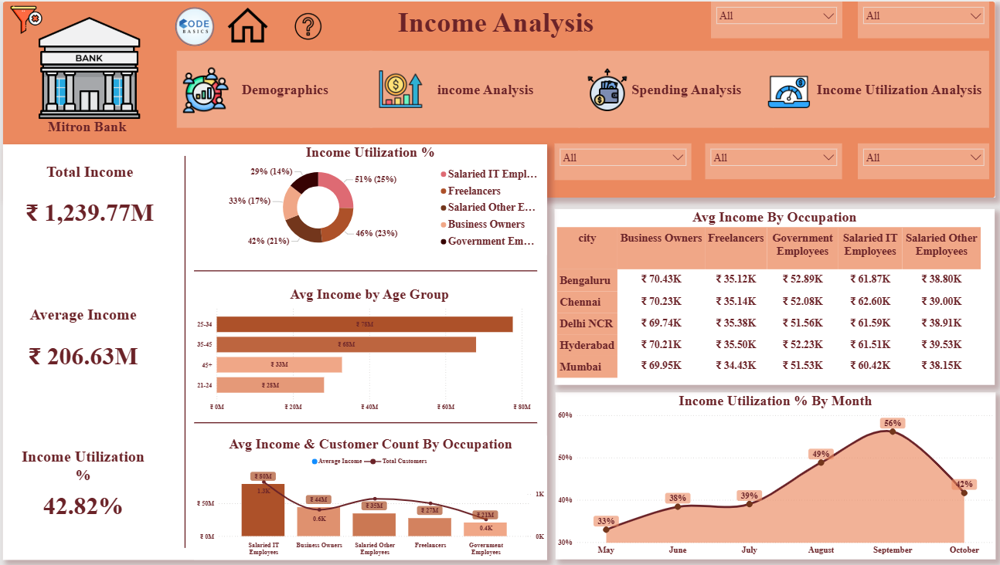 CODE
BASICS
Income Analysis
All
All
BANK
Mitron Bank
Demographics
income Analysis
Spending Analysis
Income Utilization Analysis
All
All
All
Total Income
₹ 1,239.77M
Average Income
₹ 206.63M
Income Utilization
%
42.82%
Income Utilization %
29% (14%)
51% (25%)
33% (17%)
42% (21%)
46% (23%)
Salaried IT Empl...
Freelancers
Salaried Other E...
Business Owners
Government Em...
Avg Income by Age Group
25-34 ₹ 78M
35-45 ₹ 68M
45+ ₹ 33M
21-24 ₹ 28M
₹ 0M ₹ 20M ₹ 40M ₹ 60M ₹ 80M
Avg Income & Customer Count By Occupation
Average Income Total Customers
₹ 80M
1.3K
₹ 44M
0.6K
₹ 35M
₹ 27M
₹ 21M
0.4K
₹ 50M
₹ 0M
1K
0K
Salaried IT
Employees
Business Owners
Salaried Other
Employees
Freelancers
Government
Employees
Avg Income By Occupation
city Business Owners Freelancers Government Employees Salaried IT Employees Salaried Other Employees
Bengaluru ₹ 70.43K ₹ 35.12K ₹ 52.89K ₹ 61.87K ₹ 38.80K
Chennai ₹ 70.23K ₹ 35.14K ₹ 52.08K ₹ 62.60K ₹ 39.00K
Delhi NCR ₹ 69.74K ₹ 35.38K ₹ 51.56K ₹ 61.59K ₹ 38.91K
Hyderabad ₹ 70.21K ₹ 35.50K ₹ 52.23K ₹ 61.51K ₹ 39.53K
Mumbai ₹ 69.95K ₹ 34.43K ₹ 51.53K ₹ 60.42K ₹ 38.15K
Income Utilization % By Month
60%
50%
40%
30%
33%
38%
39%
49%
56%
42%
May June July August September October